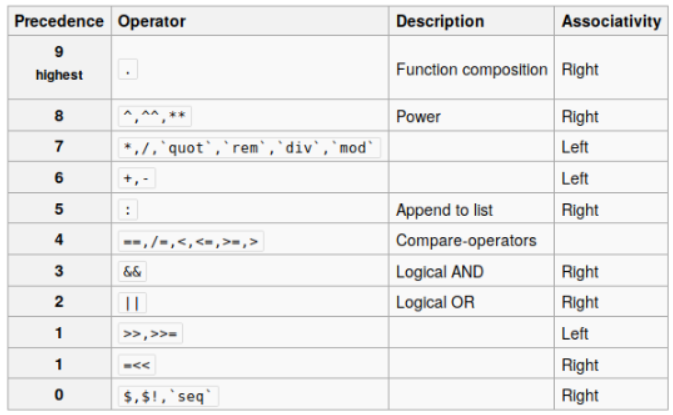 Precedence Operator Description Associativity
9
highest . Function composition Right
8 ^,^^,** Power Right
7 *,/,`quot`,`rem`,`div`,`mod` Left
6 +,- Left
5 : Append to list Right
4 ==,/=,<,<=,>=,> Compare-operators
3 && Logical AND Right
2 || Logical OR Right
1 >>,>>= Left
1 =<< Right
0 $,$!,`seq` Right